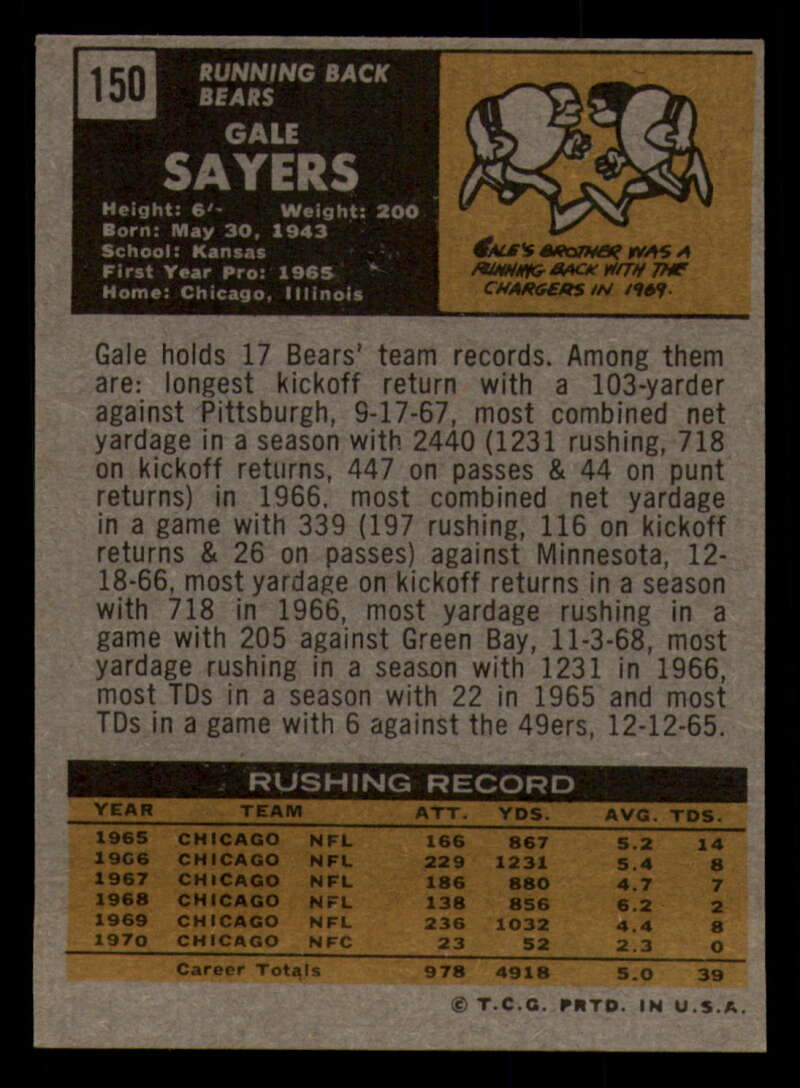 150
RUNNING BACK
BEARS
GALE
SAYERS
Height: 6'- Weight: 200
Born: May 30, 1943
School: Kansas
First Year Pro: 1965
Home: Chicago, Illinois
GALE'S BROTHER WAS A
RUNNING BACK WITH THE
CHARGERS IN 1969.
Gale holds 17 Bears' team records. Among them
are: longest kickoff return with a 103-yarder
against Pittsburgh, 9-17-67, most combined net
yardage in a season with 2440 (1231 rushing, 718
on kickoff returns, 447 on passes & 44 on punt
returns) in 1966. most combined net yardage
in a game with 339 (197 rushing, 116 on kickoff
returns & 26 on passes) against Minnesota, 12-
18-66, most yardage on kickoff returns in a season
with 718 in 1966, most yardage rushing in a
game with 205 against Green Bay, 11-3-68, most
yardage rushing in a season with 1231 in 1966,
most TDs in a season with 22 in 1965 and most
TDs in a game with 6 against the 49ers, 12-12-65.
RUSHING RECORD
YEAR TEAM ATT. YDS. AVG. TDS.
1965 CHICAGO NFL 166 867 5.2 14
1966 CHICAGO NFL 229 1231 5.4 8
1967 CHICAGO NFL 186 880 4.7 7
1968 CHICAGO NFL 138 856 6.2 2
1969 CHICAGO NFL 236 1032 4.4 8
1970 CHICAGO NFC 23 52 2.3 0
Career Totals 978 4918 5.0 39
© T.C.G. PRTD. IN U.S.A.